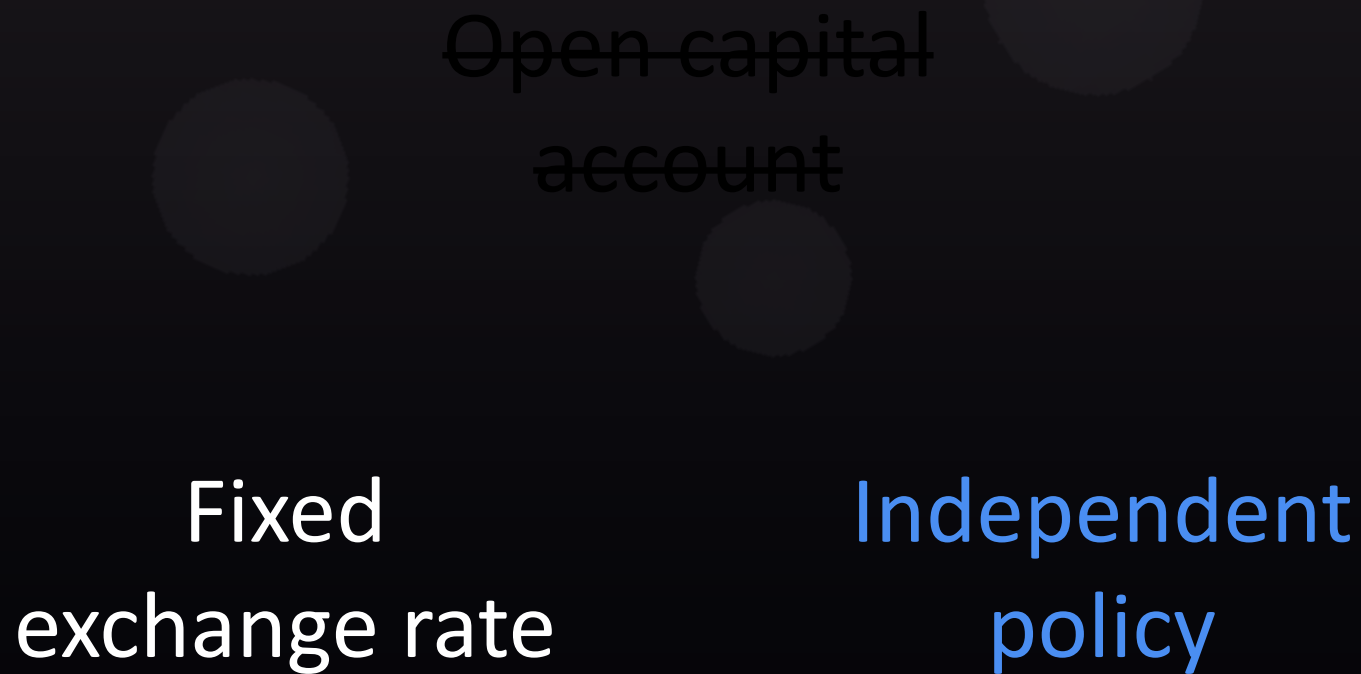 Open capital
account
Fixed
Independent
exchange rate
policy